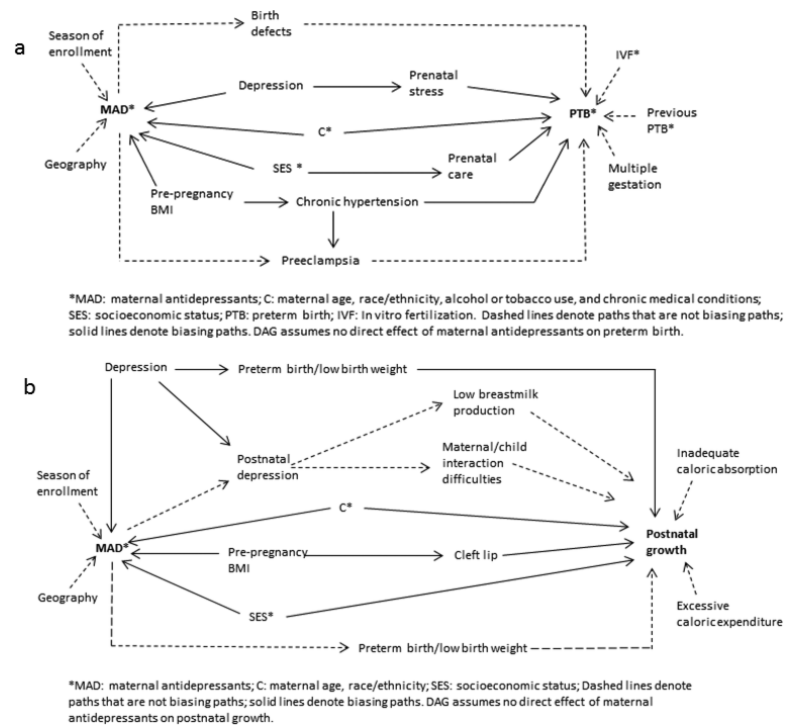 a
Birth
defects
Season of
enrollment
IVF*
Depression
Prenatal
stress
MAD*
PTB*
Previous
PTB*
C*
Geography
SES *
Prenatal
care
Multiple
gestation
Pre-pregnancy
BMI
Chronic hypertension
Preeclampsia
*MAD: maternal antidepressants; C: maternal age, race/ethnicity, alcohol or tobacco use, and chronic medical conditions;
SES: socioeconomic status; PTB: preterm birth; IVF: In vitro fertilization. Dashed lines denote paths that are not biasing paths;
solid lines denote biasing paths. DAG assumes no direct effect of maternal antidepressants on preterm birth.
b
Depression
Preterm birth/low birth weight
Low breastmilk
production
Postnatal
depression
Maternal/child
interaction
difficulties
Inadequate
caloric absorption
Season of
enrollment
C*
Postnatal
growth
MAD*
Pre-pregnancy
BMI
Cleft lip
Geography
SES*
Excessive
caloric expenditure
Preterm birth/low birth weight
*MAD: maternal antidepressants; C: maternal age, race/ethnicity; SES: socioeconomic status; Dashed lines denote
paths that are not biasing paths; solid lines denote biasing paths. DAG assumes no direct effect of maternal
antidepressants on postnatal growth.